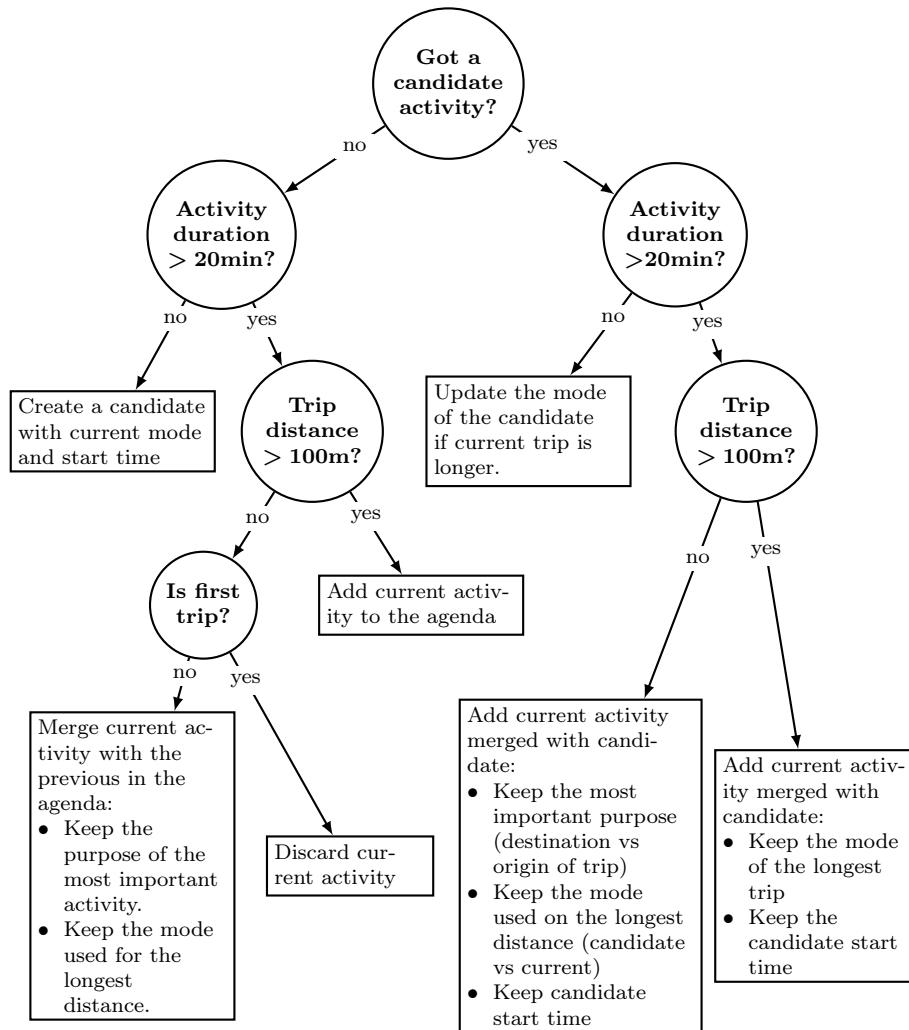 Got a
candidate
activity?
no
yes
Activity
duration
> 20min?
Activity
duration
>20min?
no
yes
no
yes
Create a candidate
with current mode
and start time
Trip
distance
> 100m?
Update the mode
of the candidate
if current trip is
longer.
Trip
distance
> 100m?
no
yes
no
yes
Is first
trip?
Add current activ-
ity to the agenda
no
yes
Merge current ac-
tivity with the
previous in the
agenda:
• Keep the
purpose of the
most important
activity.
• Keep the mode
used for the
longest
distance.
Discard cur-
rent activity
Add current activity
merged with candi-
date:
• Keep the most
important purpose
(destination vs
origin of trip)
• Keep the mode
used on the longest
distance (candidate
vs current)
• Keep candidate
start time
Add current activ-
ity merged with
candidate:
• Keep the mode
of the longest
trip
• Keep the
candidate start
time